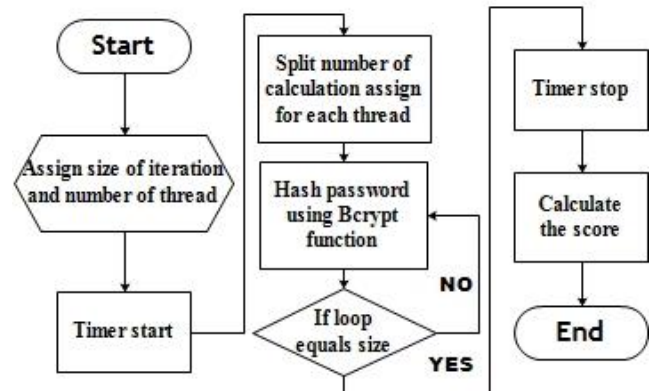 Start
Assign size of iteration
and number of thread
Timer start
Split number of
calculation assign
for each thread
Hash password
using Bcrypt
function
NO
If loop
equals size
YES
Timer stop
Calculate
the score
End